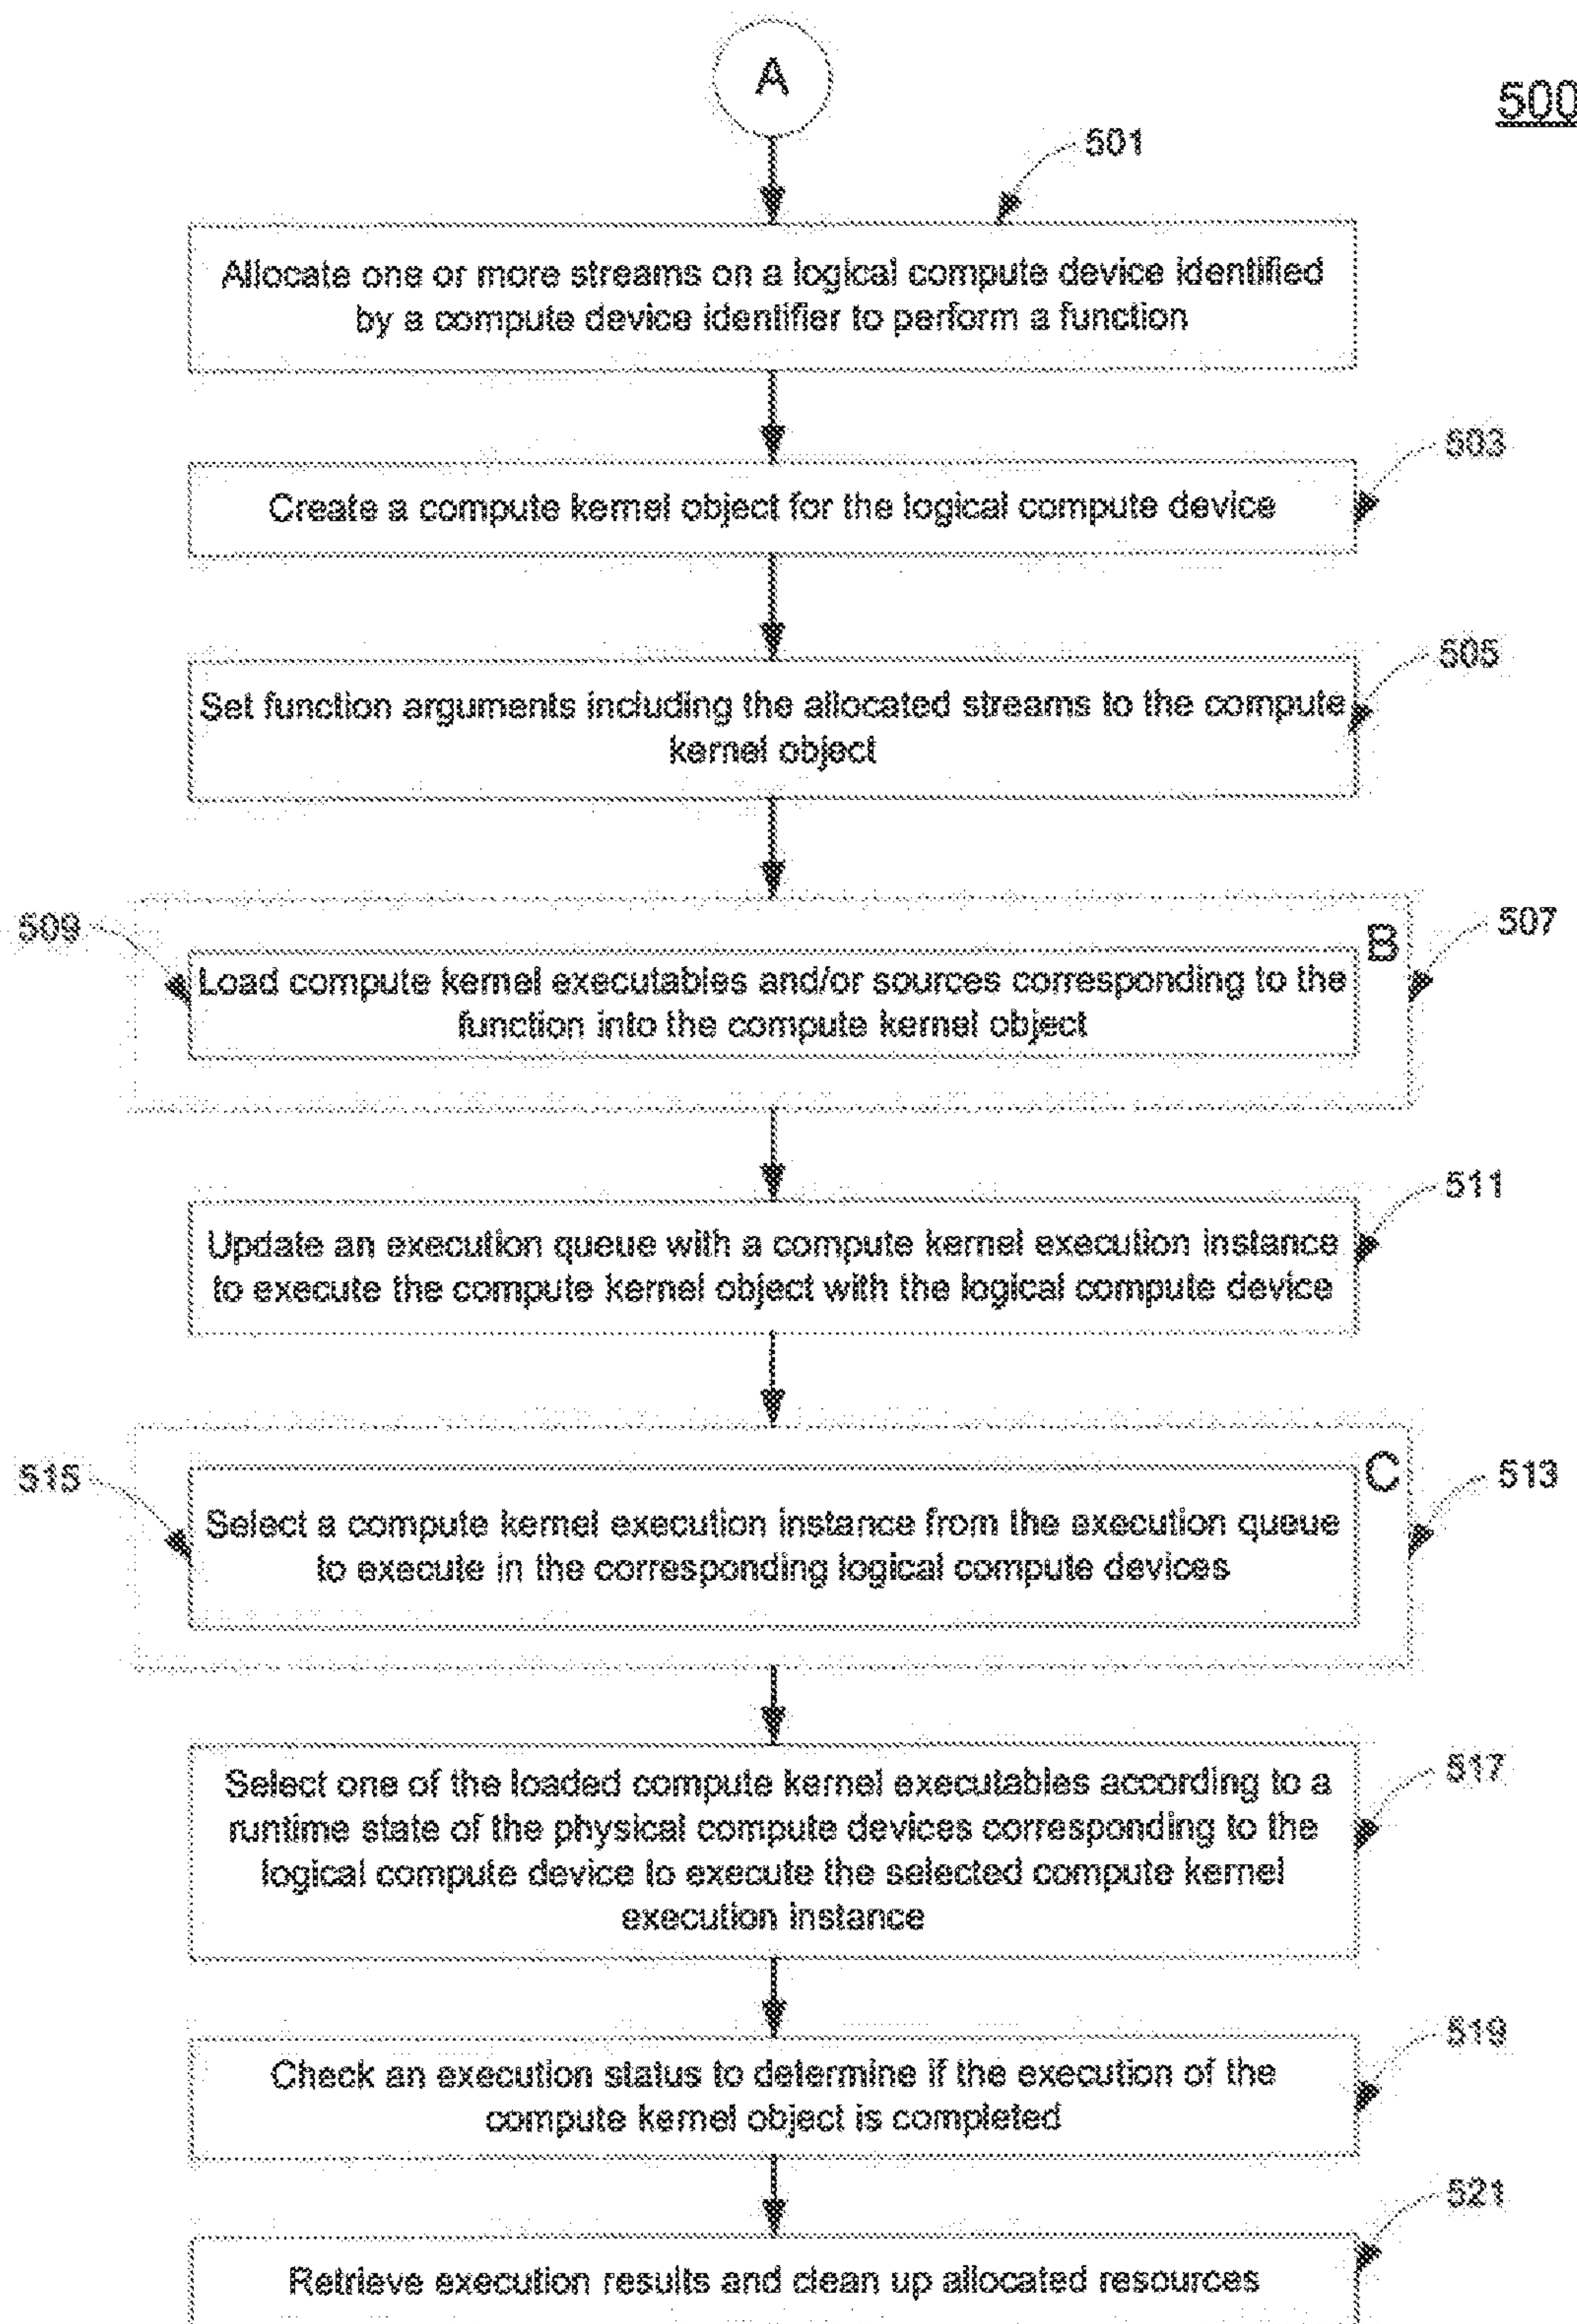 A
500
501
Allocate one or more streams on a logical compute device identified
by a compute device identifier to perform a function
503
Create a compute kernel object for the logical compute device
505
Set function arguments including the allocated streams to the compute
kernel object
509
B
507
Load compute kernel executables and/or sources corresponding to the
function into the compute kernel object
511
Update an execution queue with a compute kernel execution instance
to execute the compute kernel object with the logical compute device
515
C
513
Select a compute kernel execution instance from the execution queue
to execute in the corresponding logical compute devices
517
Select one of the loaded compute kernel executables according to a
runtime state of the physical compute devices corresponding to the
logical compute device to execute the selected compute kernel
execution instance
519
Check an execution status to determine if the execution of the
compute kernel object is completed
521
Retrieve execution results and clean up allocated resources